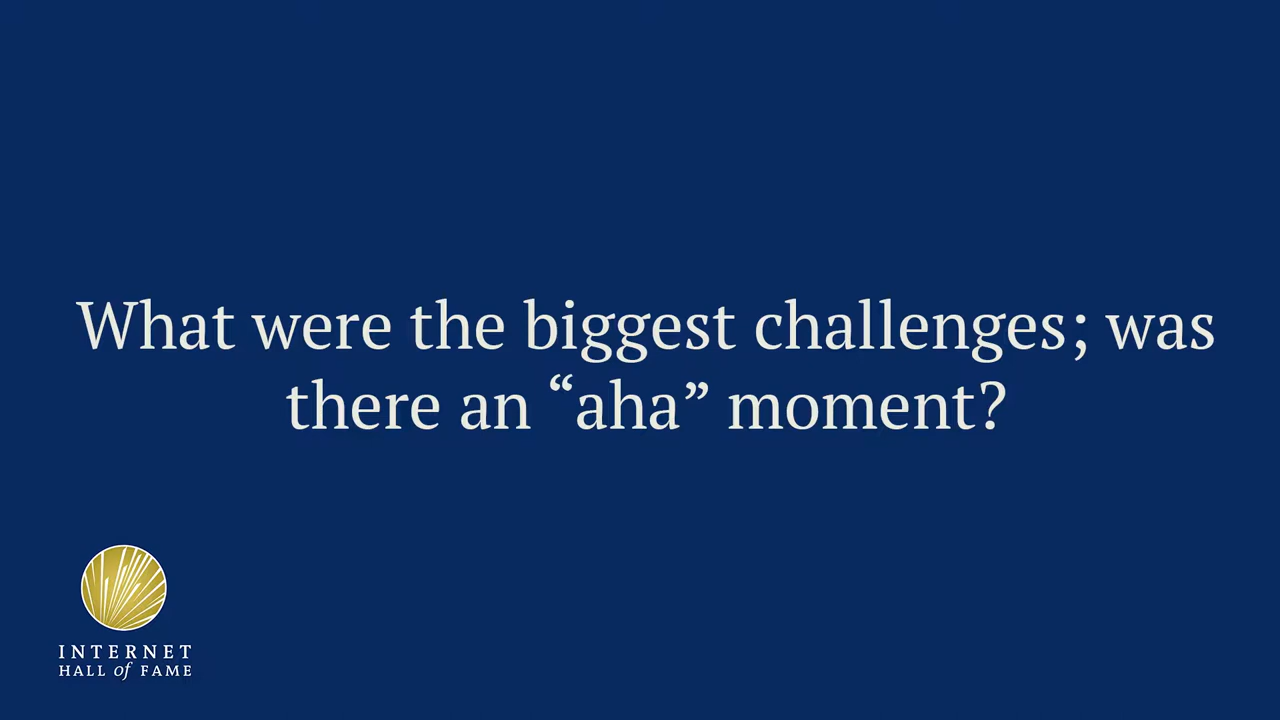 What were the biggest challenges; was
there an “aha” moment?
INTERNET
HALL of FAME